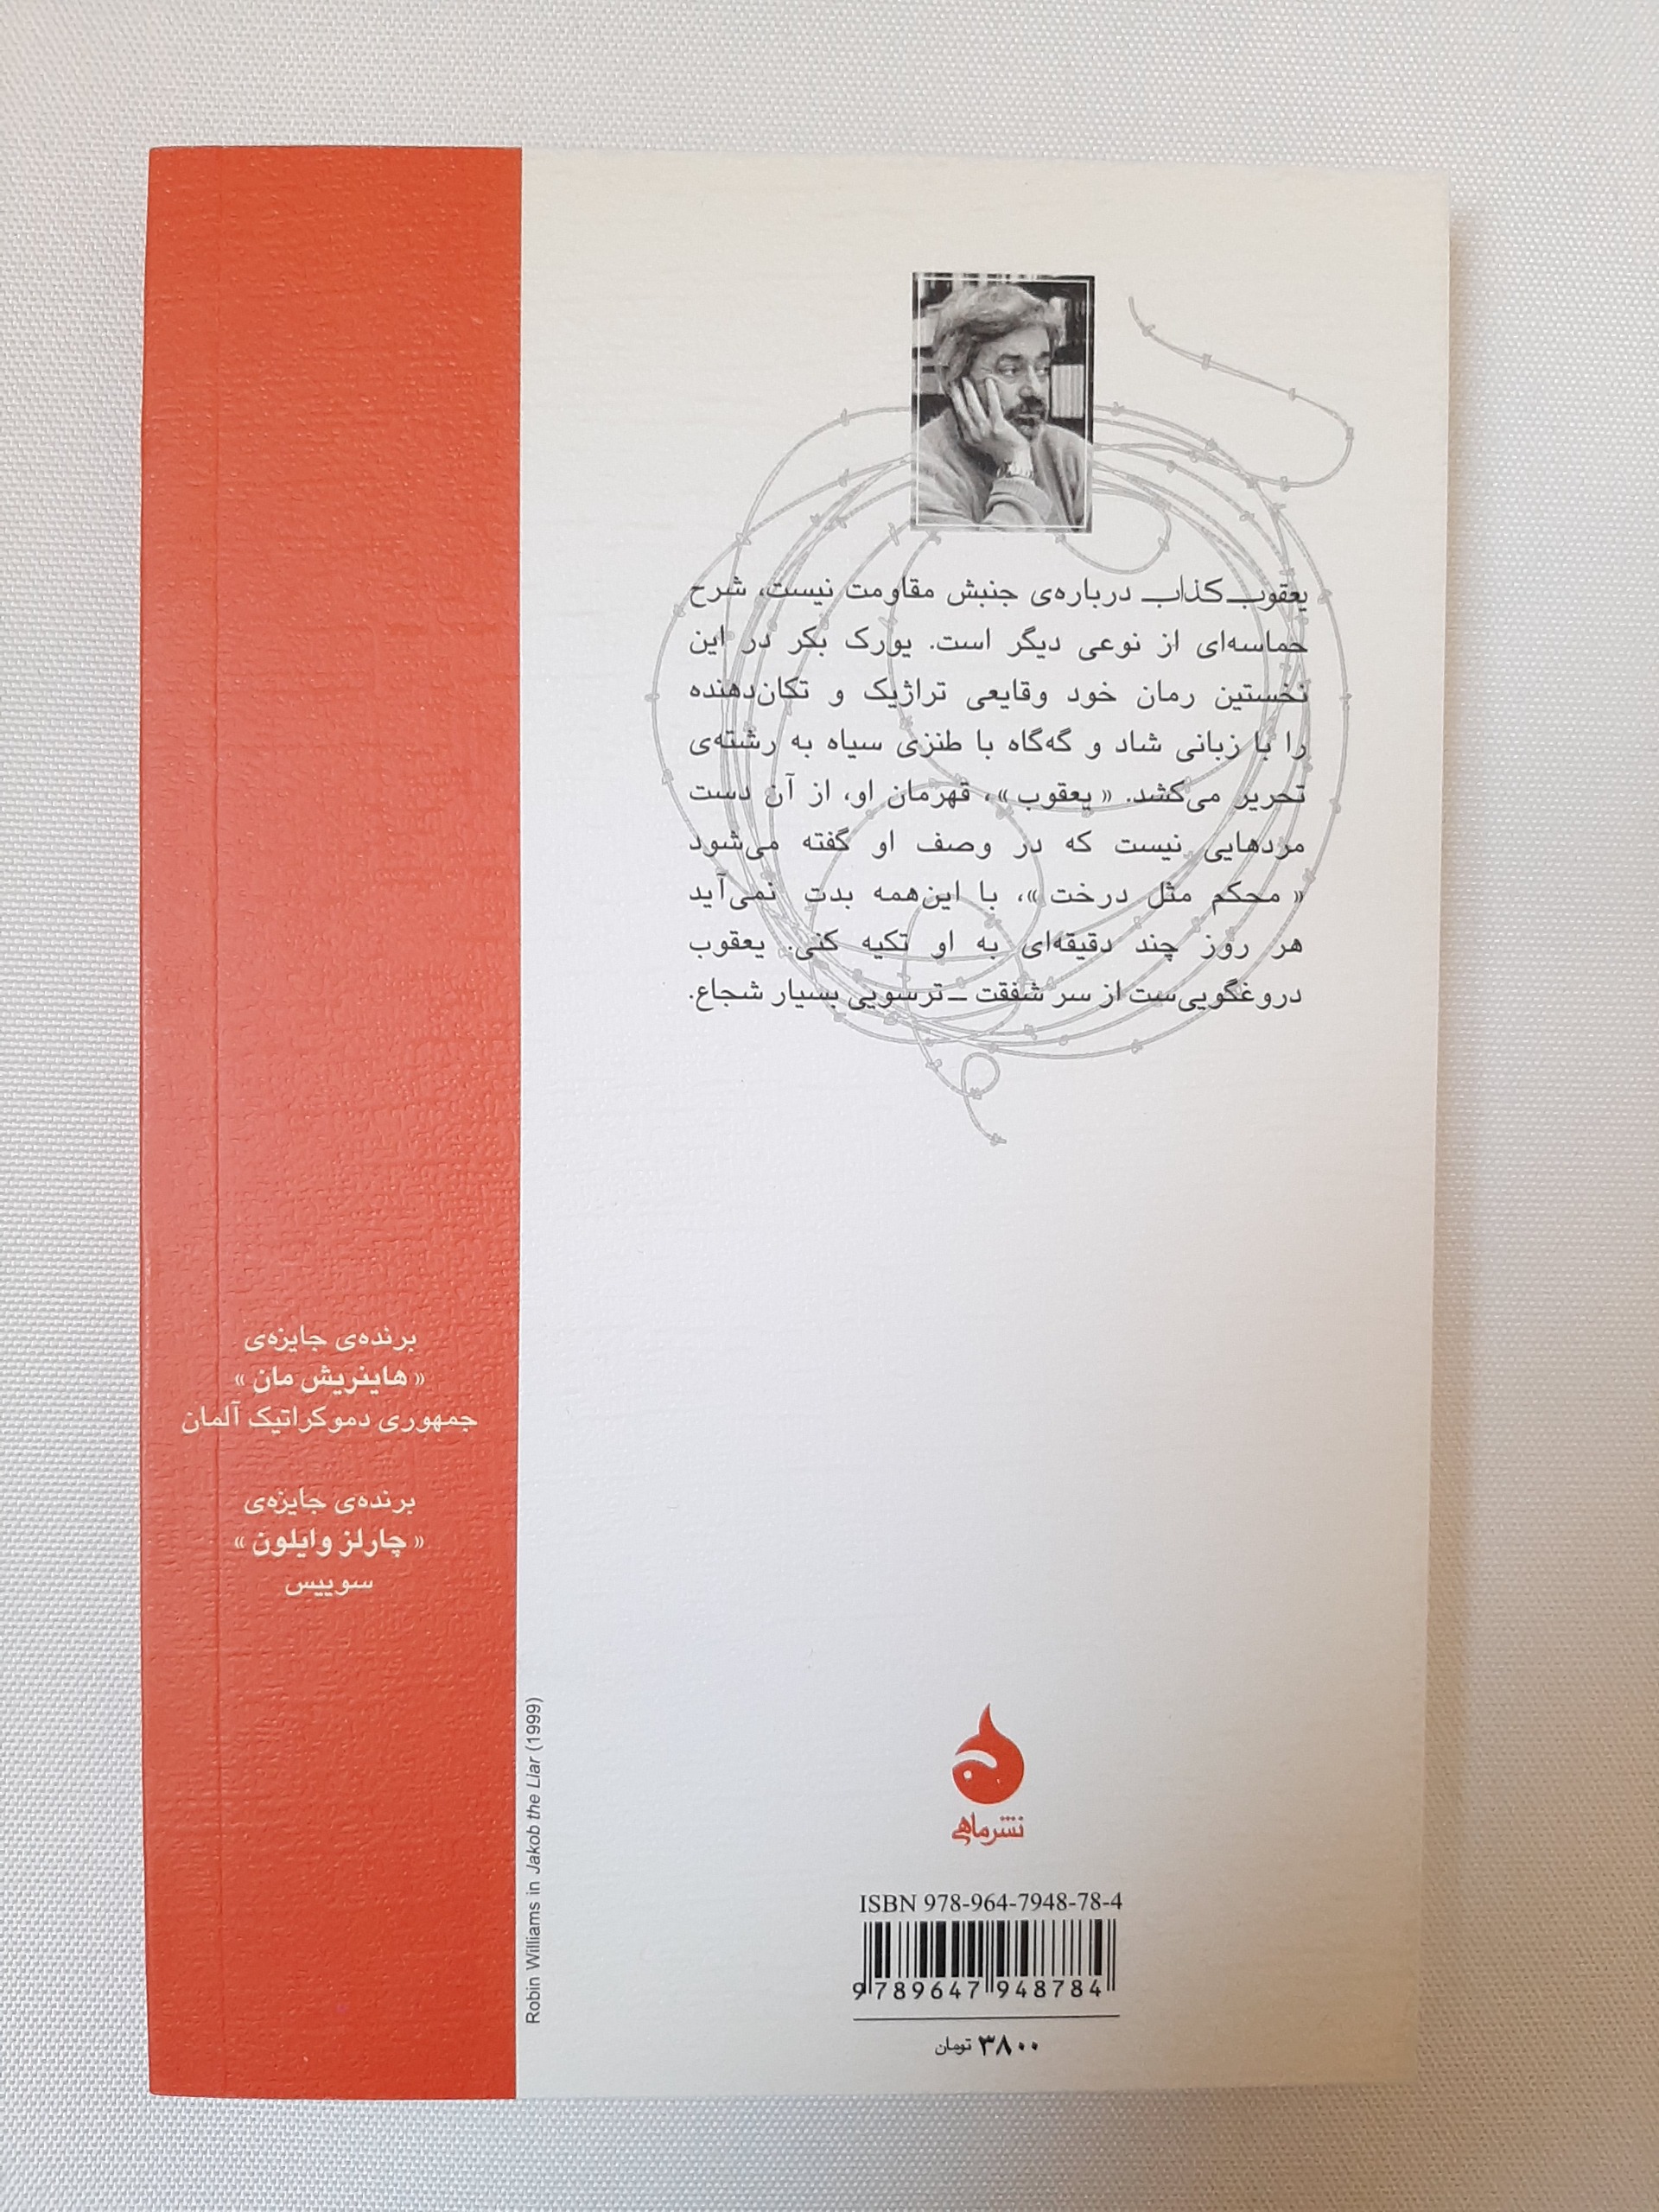 یعقوب کذاب درباره‌ی جنبش مقاومت نیست، شرح
حماسه‌ای از نوعی دیگر است. یورک بکر در این
نخستین رمان خود وقایعی تراژیک و تکان‌دهنده
را با زبانی شاد و گه‌گاه با طنزی سیاه به رشته‌ی
تحریر می‌کشد. «یعقوب»، قهرمان او، از آن دست
مردهایی نیست که در وصف او گفته می‌شود
«محکم مثل درخت»، با این‌همه بدت نمی‌آید
هر روز چند دقیقه‌ای به او تکیه کنی. یعقوب
دروغگویی‌ست از سر شفقت ــ ترسویی بسیار شجاع.
برنده‌ی جایزه‌ی
«هاینریش مان»
جمهوری دموکراتیک آلمان
برنده‌ی جایزه‌ی
«چارلز وایلون»
سوییس
Robin Williams in Jakob the Liar (1999)
نشرماهی
ISBN 978-964-7948-78-4
9 789647 948784
۳۸۰۰ تومان